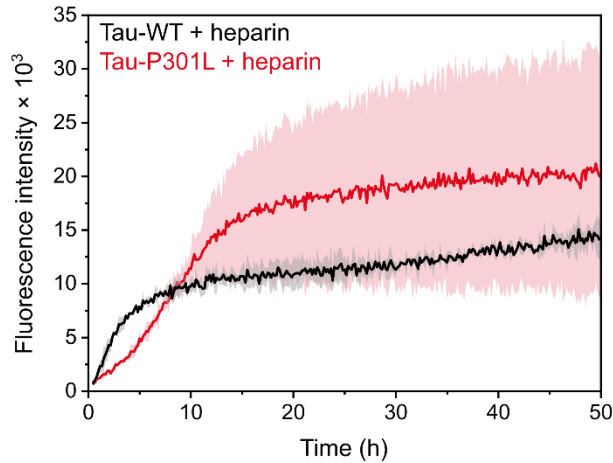 Tau-WT + heparin
Tau-P301L + heparin
Fluorescence intensity × 10³
35
30
25
20
15
10
5
0
0 10 20 30 40 50
Time (h)